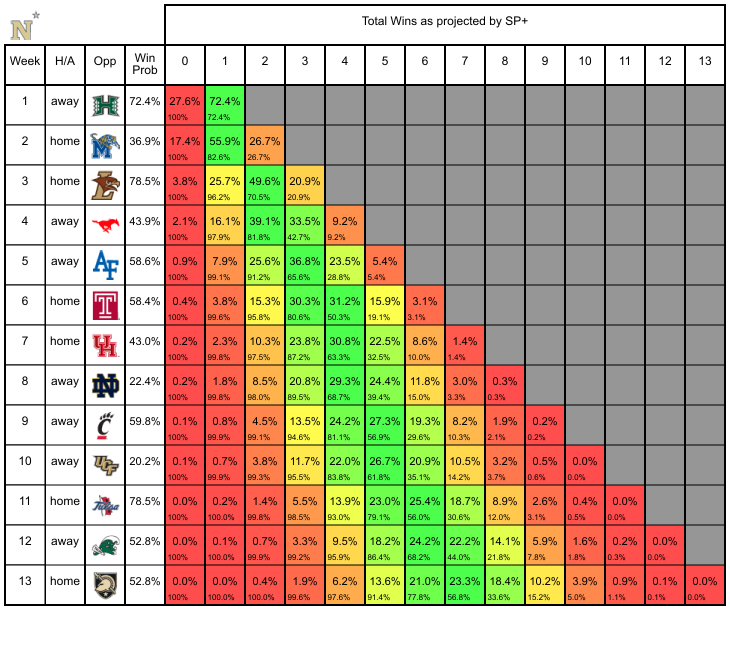 N
Total Wins as projected by SP+
Week H/A Opp Win Prob 0 1 2 3 4 5 6 7 8 9 10 11 12 13
1 away H 72.4% 27.6% 72.4%
100% 72.4%
2 home M 36.9% 17.4% 55.9% 26.7%
100% 82.6% 26.7%
3 home L 78.5% 3.8% 25.7% 49.6% 20.9%
100% 96.2% 70.5% 20.9%
4 away 43.9% 2.1% 16.1% 39.1% 33.5% 9.2%
100% 97.9% 81.8% 42.7% 9.2%
5 away AF 58.6% 0.9% 7.9% 25.6% 36.8% 23.5% 5.4%
100% 99.1% 91.2% 65.6% 28.8% 5.4%
6 home T 58.4% 0.4% 3.8% 15.3% 30.3% 31.2% 15.9% 3.1%
100% 99.6% 95.8% 80.6% 50.3% 19.1% 3.1%
7 home UH 43.0% 0.2% 2.3% 10.3% 23.8% 30.8% 22.5% 8.6% 1.4%
100% 99.8% 97.5% 87.2% 63.3% 32.5% 10.0% 1.4%
8 away ND 22.4% 0.2% 1.8% 8.5% 20.8% 29.3% 24.4% 11.8% 3.0% 0.3%
100% 99.8% 98.0% 89.5% 68.7% 39.4% 15.0% 3.3% 0.3%
9 away C 59.8% 0.1% 0.8% 4.5% 13.5% 24.2% 27.3% 19.3% 8.2% 1.9% 0.2%
100% 99.9% 99.1% 94.6% 81.1% 56.9% 29.6% 10.3% 2.1% 0.2%
10 away UCF 20.2% 0.1% 0.7% 3.8% 11.7% 22.0% 26.7% 20.9% 10.5% 3.2% 0.5% 0.0%
100% 99.9% 99.3% 95.5% 83.8% 61.8% 35.1% 14.2% 3.7% 0.6% 0.0%
11 home Tulsa 78.5% 0.0% 0.2% 1.4% 5.5% 13.9% 23.0% 25.4% 18.7% 8.9% 2.6% 0.4% 0.0%
100% 100.0% 99.8% 98.5% 93.0% 79.1% 56.0% 30.6% 12.0% 3.1% 0.5% 0.0%
12 away 52.8% 0.0% 0.1% 0.7% 3.3% 9.5% 18.2% 24.2% 22.2% 14.1% 5.9% 1.6% 0.2% 0.0%
100% 100.0% 99.9% 99.2% 95.9% 86.4% 68.2% 44.0% 21.8% 7.8% 1.8% 0.3% 0.0%
13 home 52.8% 0.0% 0.0% 0.4% 1.9% 6.2% 13.6% 21.0% 23.3% 18.4% 10.2% 3.9% 0.9% 0.1% 0.0%
100% 100.0% 100.0% 99.6% 97.6% 91.4% 77.8% 56.8% 33.6% 15.2% 5.0% 1.1% 0.1% 0.0%